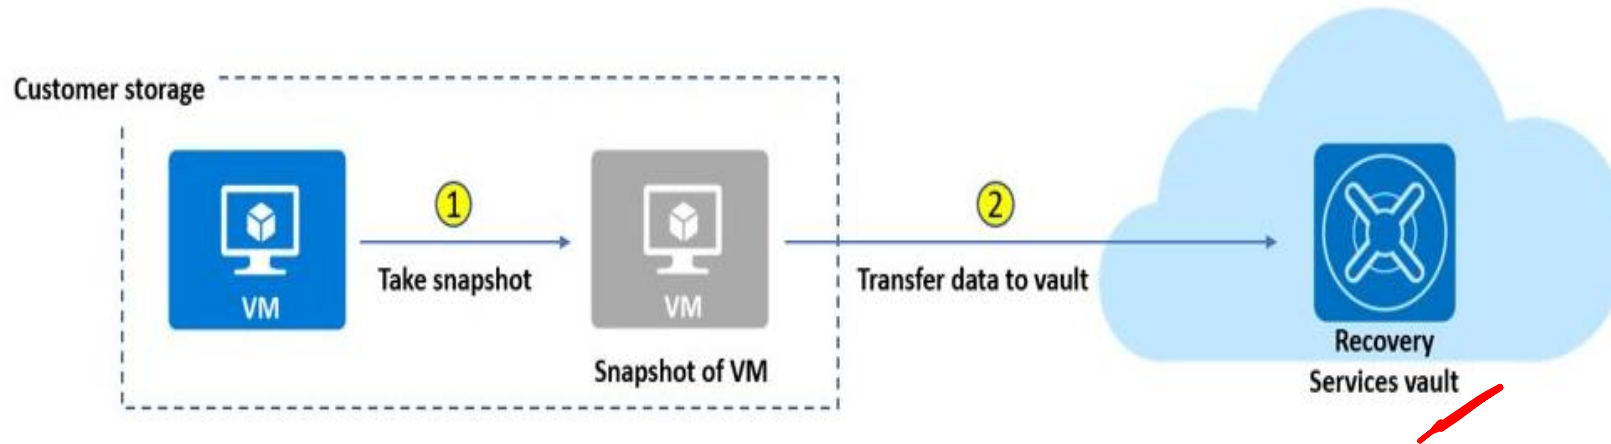 Customer storage
1
2
Take snapshot
Transfer data to vault
VM
VM
Snapshot of VM
Recovery
Services vault